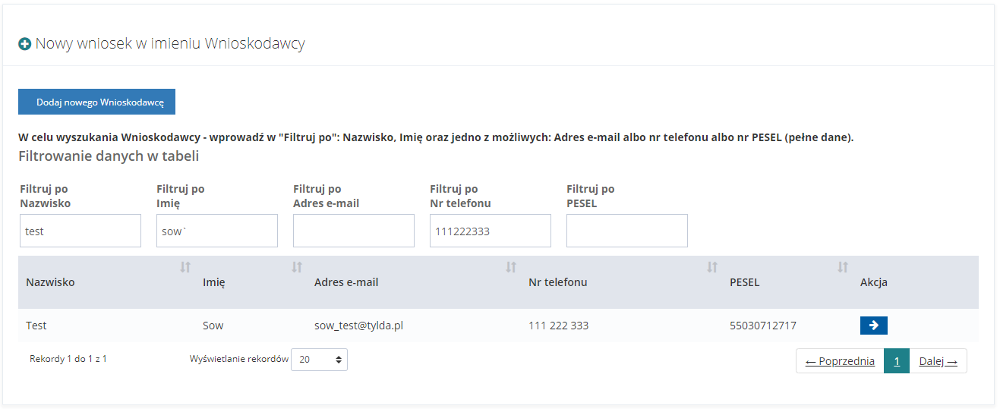 Nowy wniosek w imieniu Wnioskodawcy
Dodaj nowego Wnioskodawcę
W celu wyszukania Wnioskodawcy - wprowadź w "Filtruj po": Nazwisko, Imię oraz jedno z możliwych: Adres e-mail albo nr telefonu albo nr PESEL (pełne dane).
Filtrowanie danych w tabeli
Filtruj po Filtruj po Filtruj po Filtruj po Filtruj po
Nazwisko Imię Adres e-mail Nr telefonu PESEL
test sow` 111222333
Nazwisko Imię Adres e-mail Nr telefonu PESEL Akcja
Test Sow sow_test@tylda.pl 111 222 333 55030712717
Rekordy 1 do 1 z 1 Wyświetlanie rekordów 20 ← Poprzednia 1 Dalej →